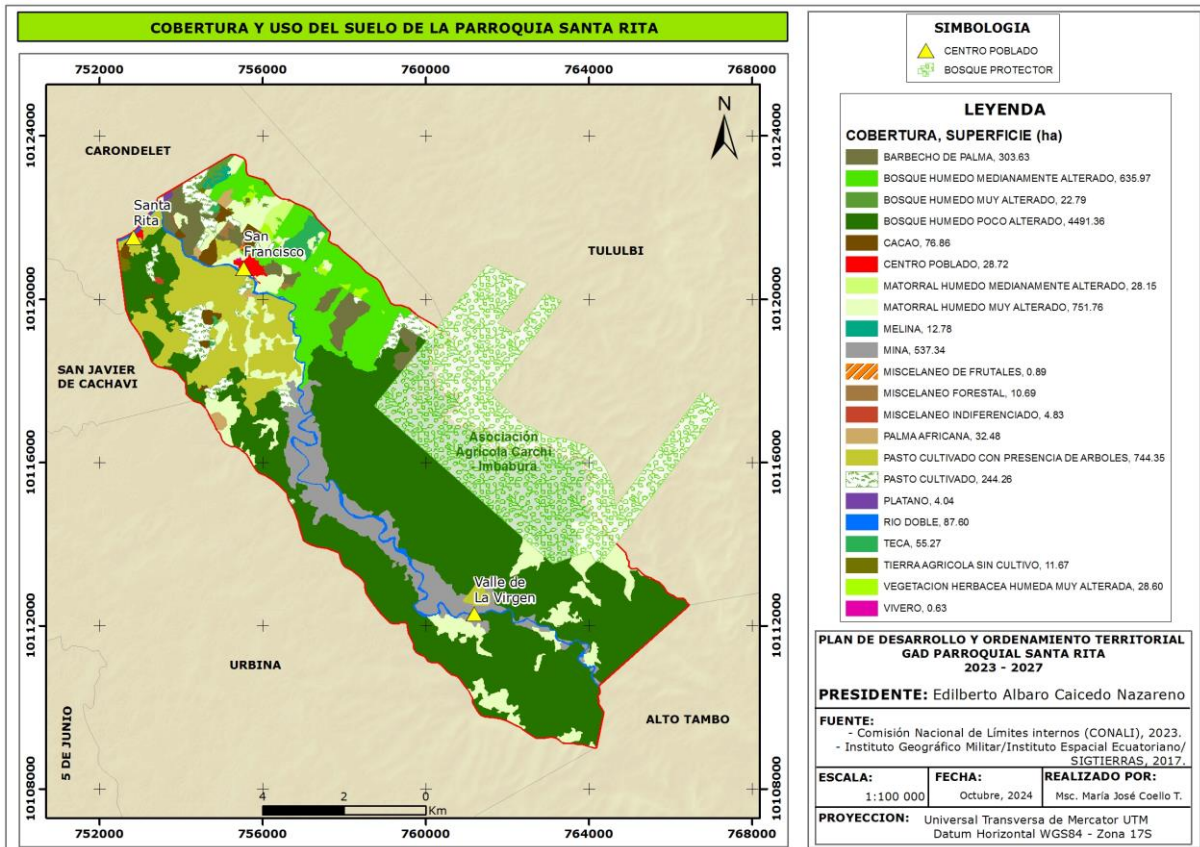 COBERTURA Y USO DEL SUELO DE LA PARROQUIA SANTA RITA
752000 756000 760000 764000 768000
10124000
10120000
10116000
10112000
10108000
N
CARONDELET
Santa
Rita
San
Francisco
TULULBI
SAN JAVIER
DE CACHAVI
Asociación
Agricola Carchi
- Imbabura
Valle de
La Virgen
URBINA
ALTO TAMBO
5 DE JUNIO
4 2 0
Km
10124000
10120000
10116000
10112000
10108000
752000 756000 760000 764000 768000
SIMBOLOGIA
CENTRO POBLADO
BOSQUE PROTECTOR
LEYENDA
COBERTURA, SUPERFICIE (ha)
BARBECHO DE PALMA, 303.63
BOSQUE HUMEDO MEDIANAMENTE ALTERADO, 635.97
BOSQUE HUMEDO MUY ALTERADO, 22.79
BOSQUE HUMEDO POCO ALTERADO, 4491.36
CACAO, 76.86
CENTRO POBLADO, 28.72
MATORRAL HUMEDO MEDIANAMENTE ALTERADO, 28.15
MATORRAL HUMEDO MUY ALTERADO, 751.76
MELINA, 12.78
MINA, 537.34
MISCELANEO DE FRUTALES, 0.89
MISCELANEO FORESTAL, 10.69
MISCELANEO INDIFERENCIADO, 4.83
PALMA AFRICANA, 32.48
PASTO CULTIVADO CON PRESENCIA DE ARBOLES, 744.35
PASTO CULTIVADO, 244.26
PLATANO, 4.04
RIO DOBLE, 87.60
TECA, 55.27
TIERRA AGRICOLA SIN CULTIVO, 11.67
VEGETACION HERBACEA HUMEDA MUY ALTERADA, 28.60
VIVERO, 0.63
PLAN DE DESARROLLO Y ORDENAMIENTO TERRITORIAL
GAD PARROQUIAL SANTA RITA
2023 - 2027
PRESIDENTE: Edilberto Albaro Caicedo Nazareno
FUENTE:
- Comisión Nacional de Límites internos (CONALI), 2023.
- Instituto Geográfico Militar/Instituto Espacial Ecuatoriano/
SIGTIERRAS, 2017.
ESCALA: FECHA: REALIZADO POR:
1:100 000 Octubre, 2024 Msc. María José Coello T.
PROYECCION: Universal Transversa de Mercator UTM
Datum Horizontal WGS84 - Zona 17S